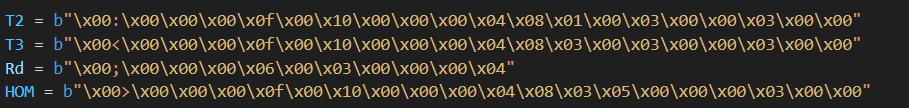 T2 = b"\x00:\x00\x00\x00\x0f\x00\x10\x00\x00\x00\x04\x08\x01\x00\x03\x00\x00\x03\x00\x00"
T3 = b"\x00<\x00\x00\x00\x0f\x00\x10\x00\x00\x00\x04\x08\x03\x00\x03\x00\x00\x03\x00\x00"
Rd = b"\x00;\x00\x00\x00\x06\x00\x03\x00\x00\x00\x04"
HOM = b"\x00>\x00\x00\x00\x0f\x00\x10\x00\x00\x00\x04\x08\x03\x05\x00\x00\x00\x03\x00\x00"